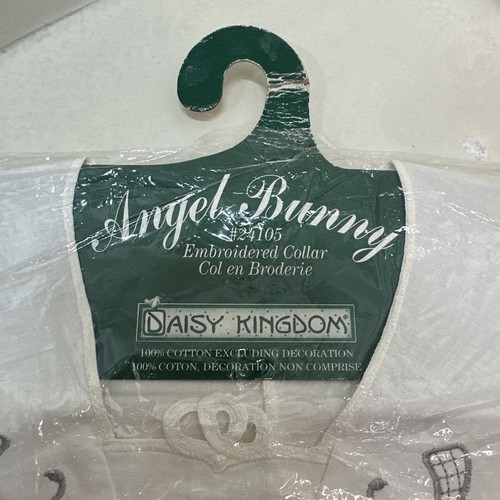 Angel Bunny
#24105
Embroidered Collar
Col en Broderie
DAISY KINGDOM®
100% COTTON EXCLUDING DECORATION
100% COTON, DECORATION NON COMPRISE